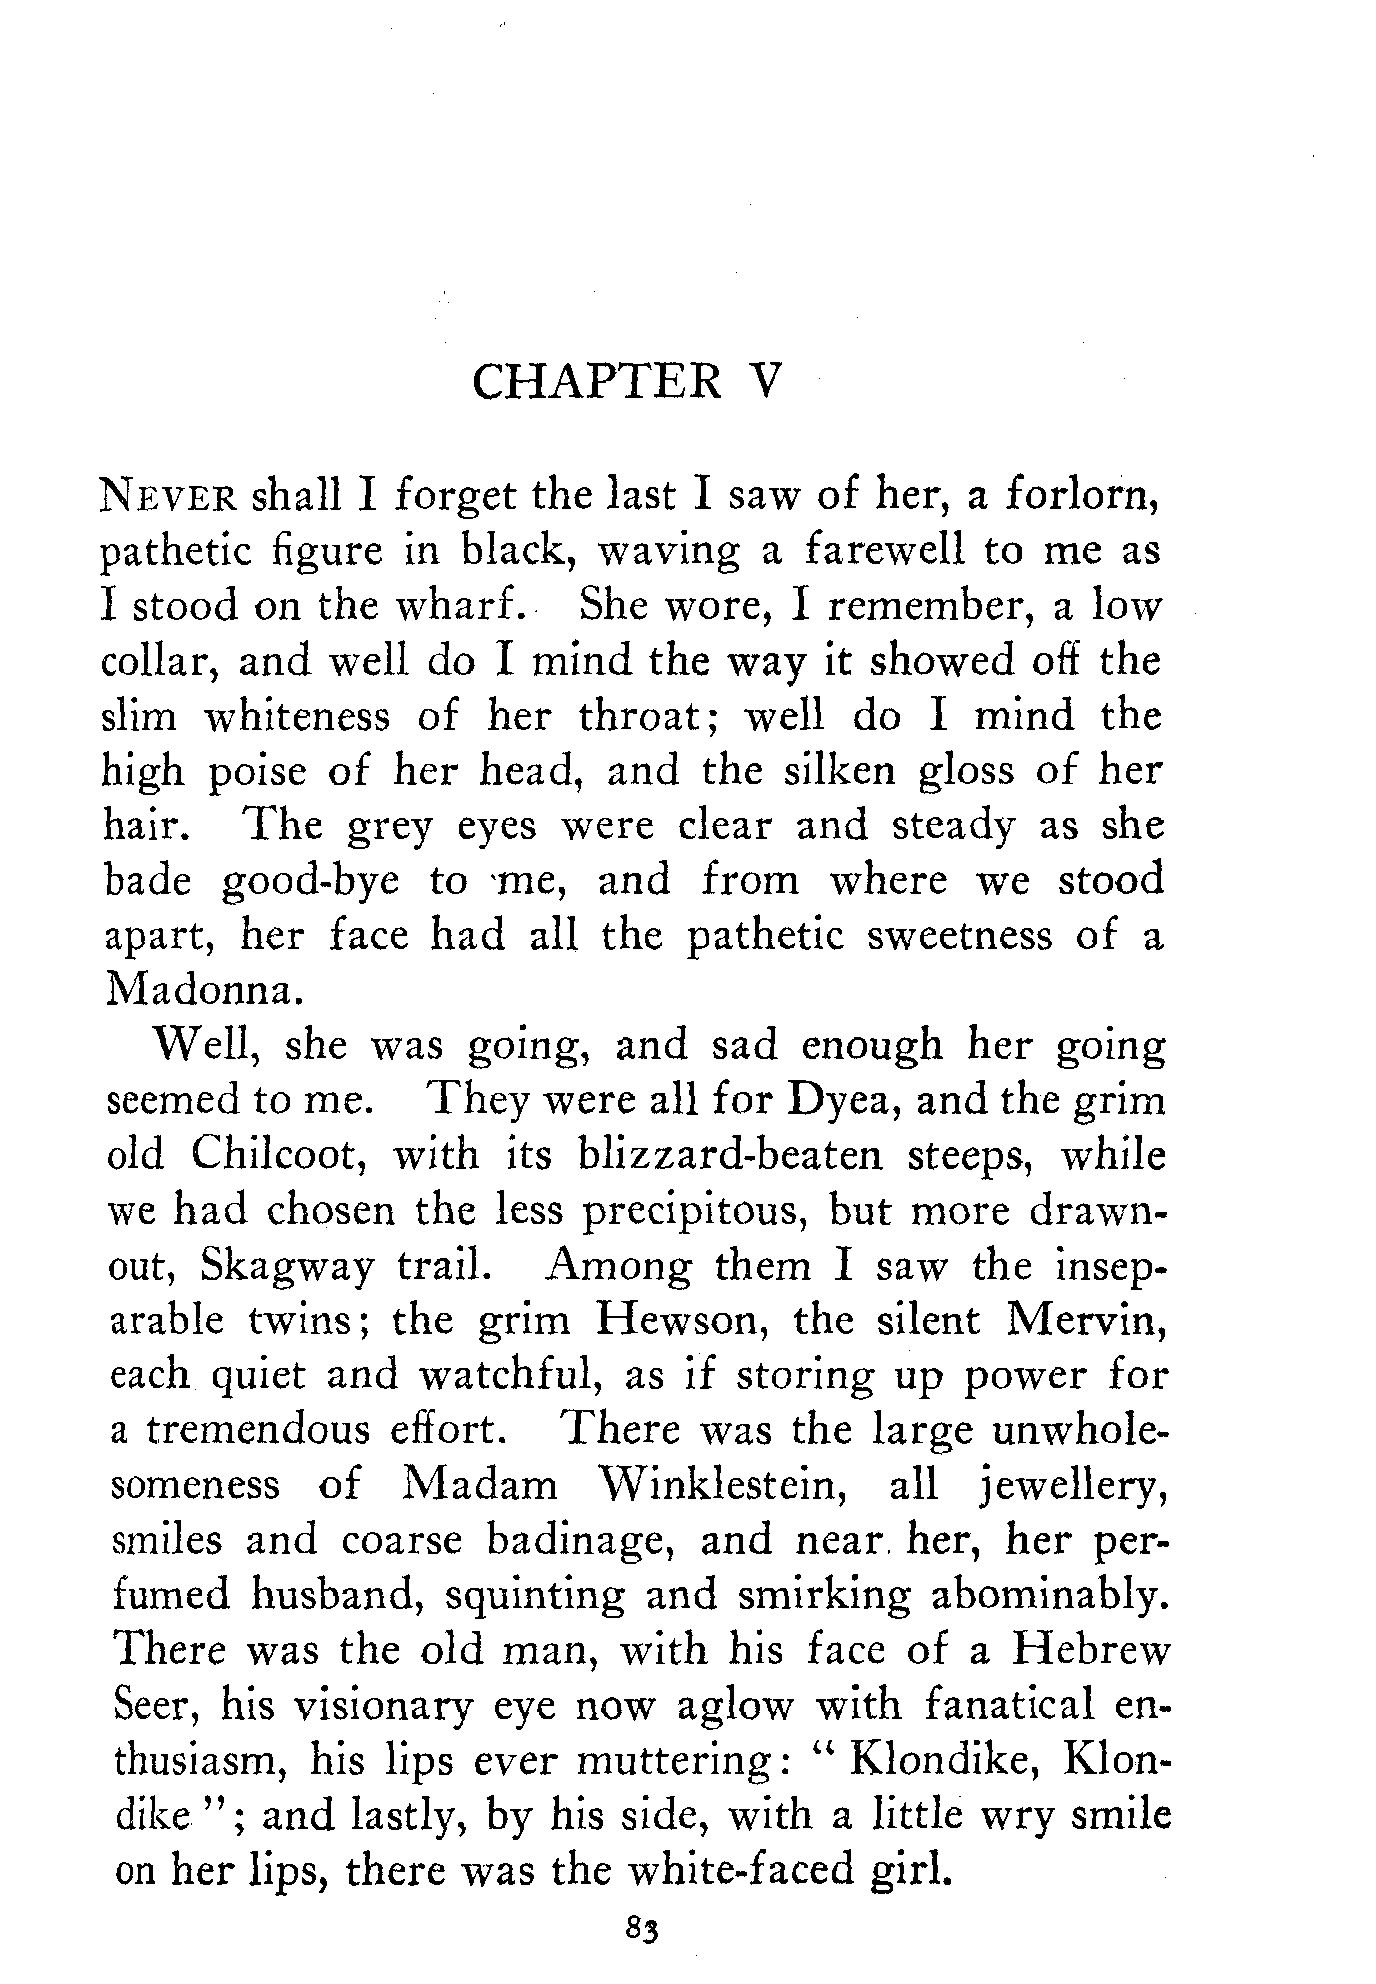 CHAPTER V
NEVER shall I forget the last I saw of her, a forlorn,
pathetic figure in black, waving a farewell to me as
I stood on the wharf. She wore, I remember, a low
collar, and well do I mind the way it showed off the
slim whiteness of her throat; well do I mind the
high poise of her head, and the silken gloss of her
hair. The grey eyes were clear and steady as she
bade good-bye to me, and from where we stood
apart, her face had all the pathetic sweetness of a
Madonna.
Well, she was going, and sad enough her going
seemed to me. They were all for Dyea, and the grim
old Chilcoot, with its blizzard-beaten steeps, while
we had chosen the less precipitous, but more drawn-
out, Skagway trail. Among them I saw the insep-
arable twins; the grim Hewson, the silent Mervin,
each quiet and watchful, as if storing up power for
a tremendous effort. There was the large unwhole-
someness of Madam Winklestein, all jewellery,
smiles and coarse badinage, and near her, her per-
fumed husband, squinting and smirking abominably.
There was the old man, with his face of a Hebrew
Seer, his visionary eye now aglow with fanatical en-
thusiasm, his lips ever muttering: " Klondike, Klon-
dike "; and lastly, by his side, with a little wry smile
on her lips, there was the white-faced girl.
83